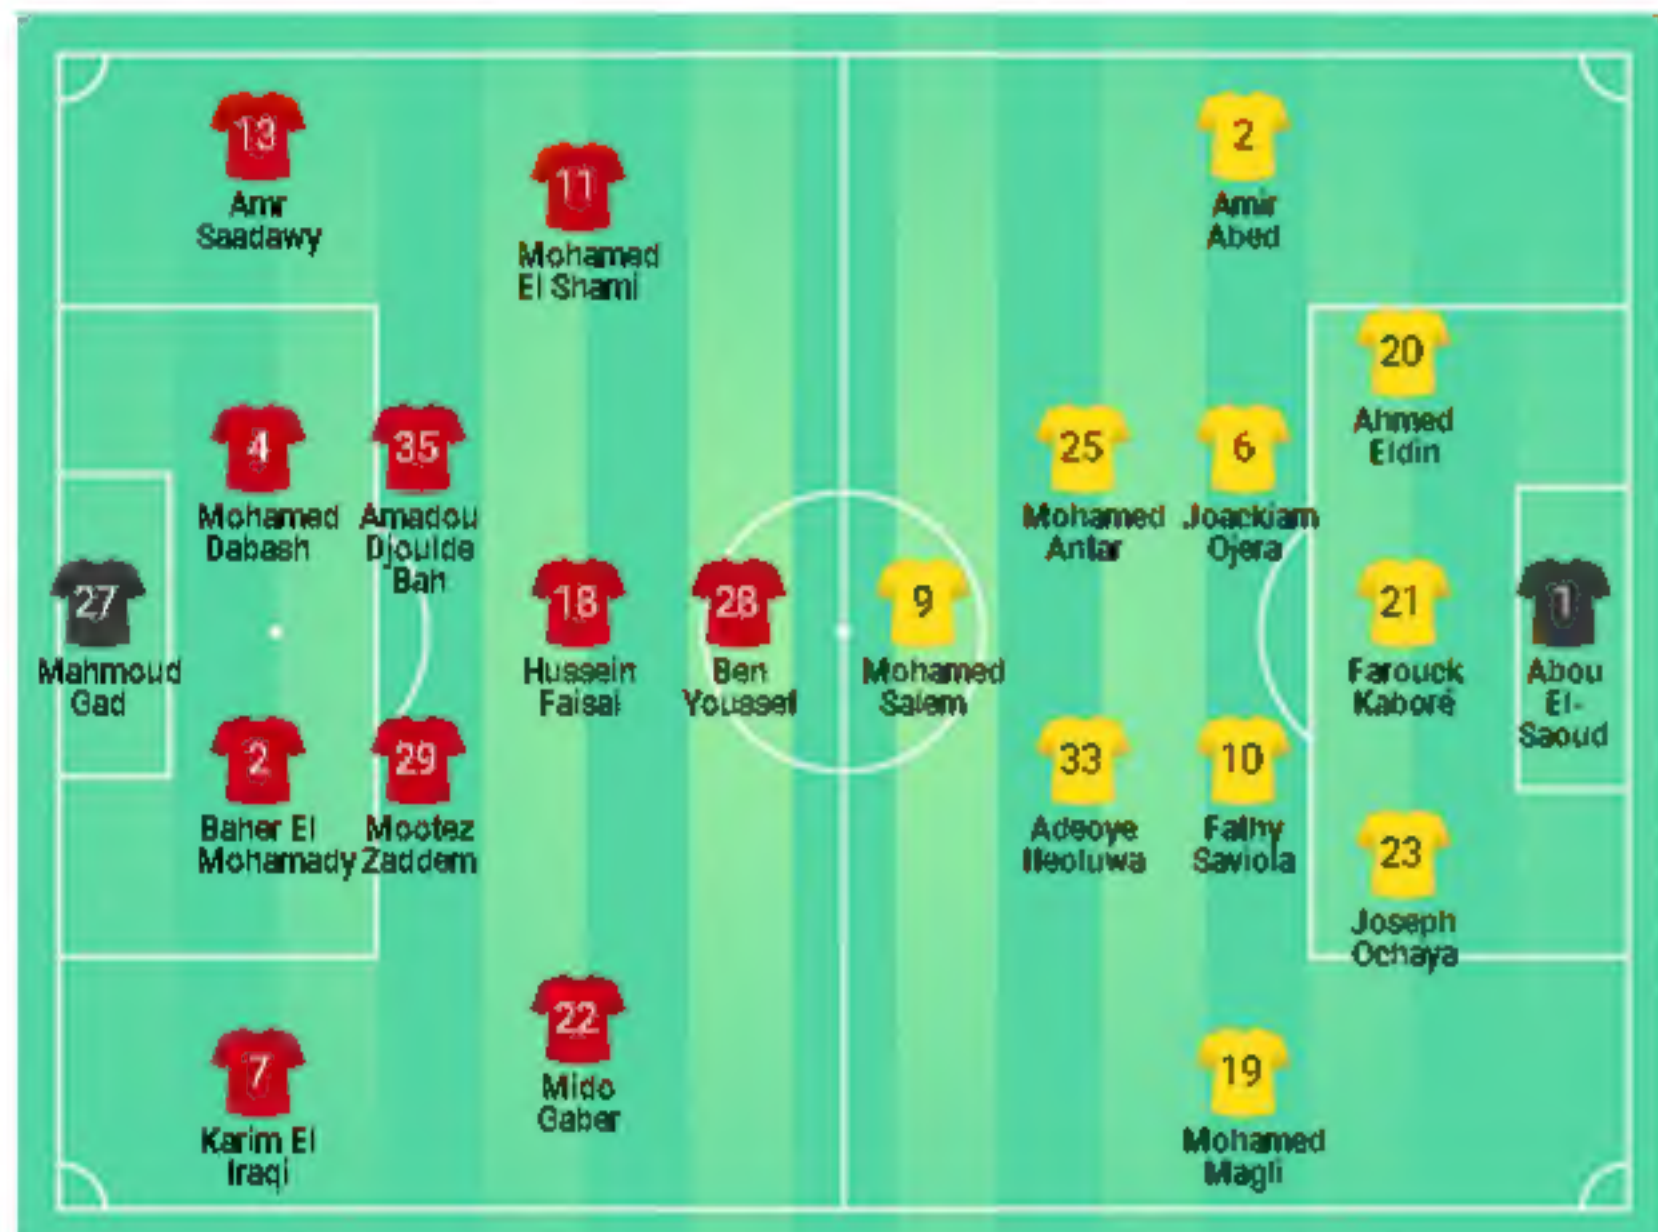 13
Amr
Saadawy
11
Mohamed
El Shami
4
Mohamed
Dabash
35
Amadou
Djoulde
Bah
27
Mahmoud
Gad
18
Hussein
Faisal
28
Ben
Youssef
2
Baher El
Mohamady
29
Mootez
Zaddem
22
Mido
Gaber
7
Karim El
Iraqi
2
Amir
Abed
20
Ahmed
Eldin
25
Mohamed
Antar
6
Joackiam
Ojera
9
Mohamed
Salem
21
Farouck
Kaboré
1
Abou
El-
Saoud
33
Adeoye
Ileoluwa
10
Fathy
Saviola
23
Joseph
Ochaya
19
Mohamed
Magli